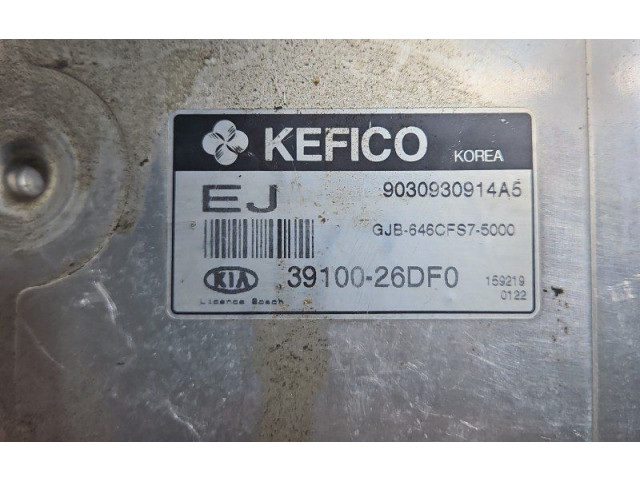 KEFICO KOREA
EJ 9030930914A5
GJB-646CFS7-5000
KIA 39100-26DF0 159219
Licence Bosch 0122